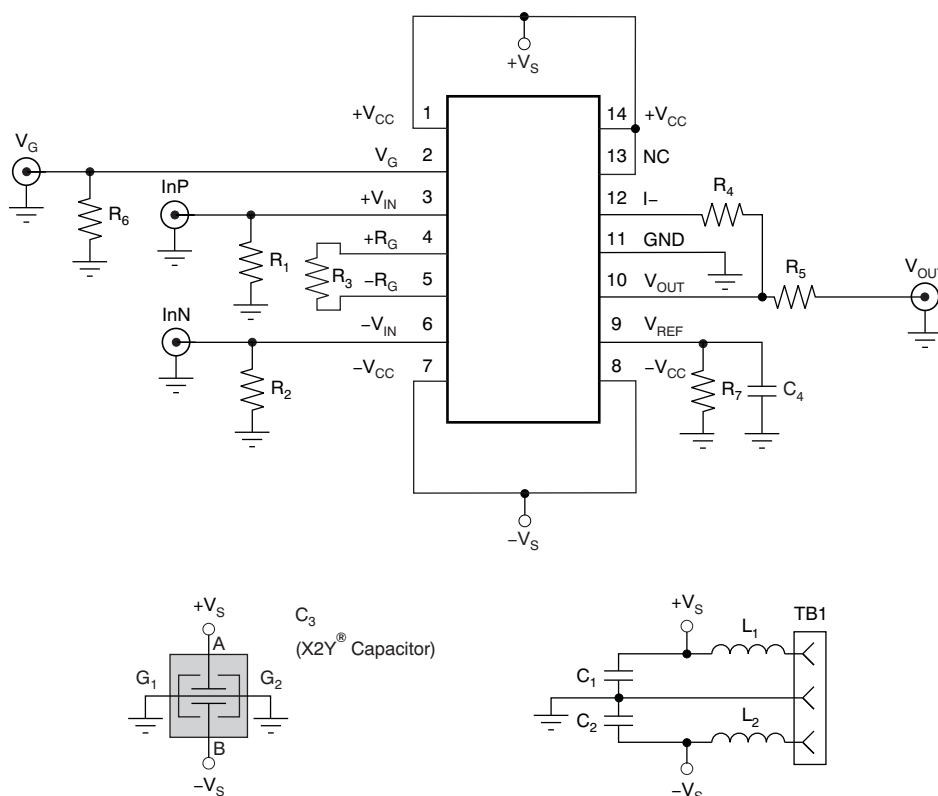 +VS
+VCC 1 14 +VCC
VG
VG 2 13 NC
InP
+VIN 3 12 I− R4
R6
+RG 4 11 GND
R1 R3
−RG 5 10 VOUT R5 VOUT
InN
−VIN 6 9 VREF
−VCC 7 8 −VCC
R2 R7 C4
−VS
+VS
C3
(X2Y® Capacitor)
A
G1 G2
B
−VS
+VS TB1
L1
C1
C2 L2
−VS